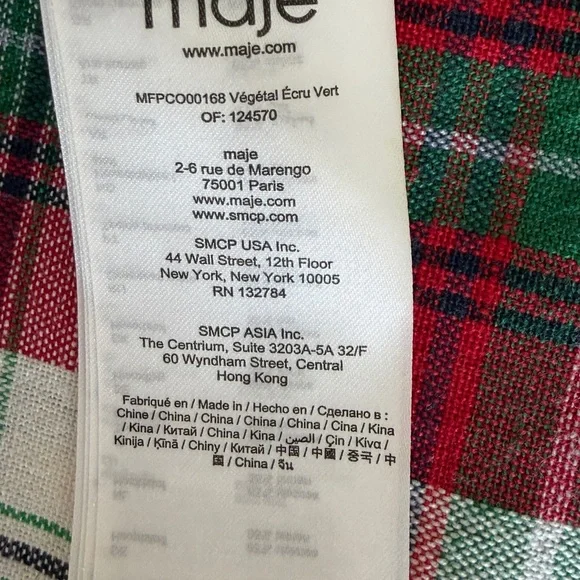 maje
www.maje.com
MFPCO00168 Végétal Écru Vert
OF: 124570
maje
2-6 rue de Marengo
75001 Paris
www.maje.com
www.smcp.com
SMCP USA Inc.
44 Wall Street, 12th Floor
New York, New York 10005
RN 132784
SMCP ASIA Inc.
The Centrium, Suite 3203A-5A 32/F
60 Wyndham Street, Central
Hong Kong
Fabriqué en / Made in / Hecho en / Сделано в :
Chine / China / China / China / China / Cina / Kina
/ Kina / Китай / China / Kina / الصين / Çin / Κίνα /
Kinija / Ķīnā / Chiny / Китай / 中国 / 中國 / 중국 / 中
国 / China / จีน